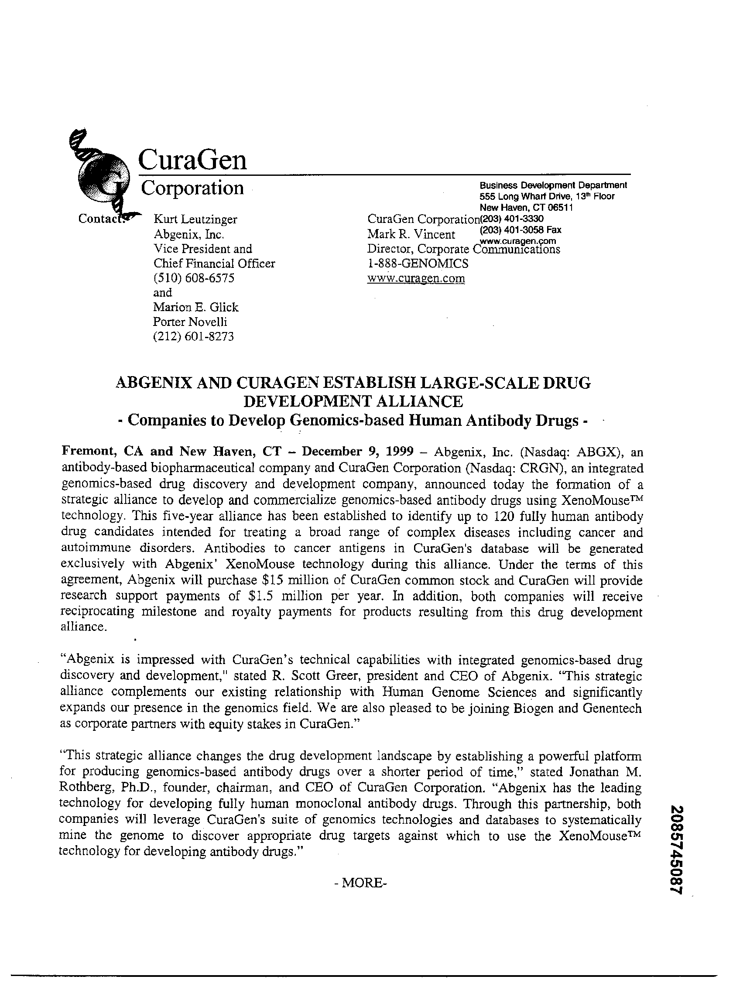 CuraGen
Corporation
Business Development Department
555 Long Wharf Drive, 13th Floor
New Haven, CT 06511
(203) 401-3330
(203) 401-3058 Fax
www.curagen.com
Contact:
Kurt Leutzinger
Abgenix, Inc.
Vice President and
Chief Financial Officer
(510) 608-6575
and
Marion E. Glick
Porter Novelli
(212) 601-8273
CuraGen Corporation
Mark R. Vincent
Director, Corporate Communications
1-888-GENOMICS
www.curagen.com
ABGENIX AND CURAGEN ESTABLISH LARGE-SCALE DRUG
DEVELOPMENT ALLIANCE
- Companies to Develop Genomics-based Human Antibody Drugs -
Fremont, CA and New Haven, CT – December 9, 1999 – Abgenix, Inc. (Nasdaq: ABGX), an
antibody-based biopharmaceutical company and CuraGen Corporation (Nasdaq: CRGN), an integrated
genomics-based drug discovery and development company, announced today the formation of a
strategic alliance to develop and commercialize genomics-based antibody drugs using XenoMouse™
technology. This five-year alliance has been established to identify up to 120 fully human antibody
drug candidates intended for treating a broad range of complex diseases including cancer and
autoimmune disorders. Antibodies to cancer antigens in CuraGen's database will be generated
exclusively with Abgenix' XenoMouse technology during this alliance. Under the terms of this
agreement, Abgenix will purchase $15 million of CuraGen common stock and CuraGen will provide
research support payments of $1.5 million per year. In addition, both companies will receive
reciprocating milestone and royalty payments for products resulting from this drug development
alliance.
“Abgenix is impressed with CuraGen’s technical capabilities with integrated genomics-based drug
discovery and development," stated R. Scott Greer, president and CEO of Abgenix. “This strategic
alliance complements our existing relationship with Human Genome Sciences and significantly
expands our presence in the genomics field. We are also pleased to be joining Biogen and Genentech
as corporate partners with equity stakes in CuraGen.”
“This strategic alliance changes the drug development landscape by establishing a powerful platform
for producing genomics-based antibody drugs over a shorter period of time,” stated Jonathan M.
Rothberg, Ph.D., founder, chairman, and CEO of CuraGen Corporation. “Abgenix has the leading
technology for developing fully human monoclonal antibody drugs. Through this partnership, both
companies will leverage CuraGen's suite of genomics technologies and databases to systematically
mine the genome to discover appropriate drug targets against which to use the XenoMouse™
technology for developing antibody drugs.”
- MORE-
2085745087